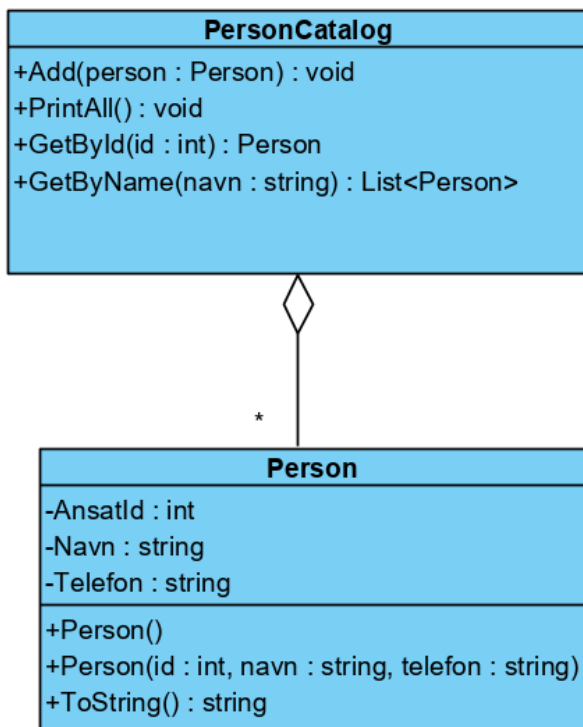 PersonCatalog
+Add(person : Person) : void
+PrintAll() : void
+GetById(id : int) : Person
+GetByName(navn : string) : List<Person>
*
Person
-AnsatId : int
-Navn : string
-Telefon : string
+Person()
+Person(id : int, navn : string, telefon : string)
+ToString() : string